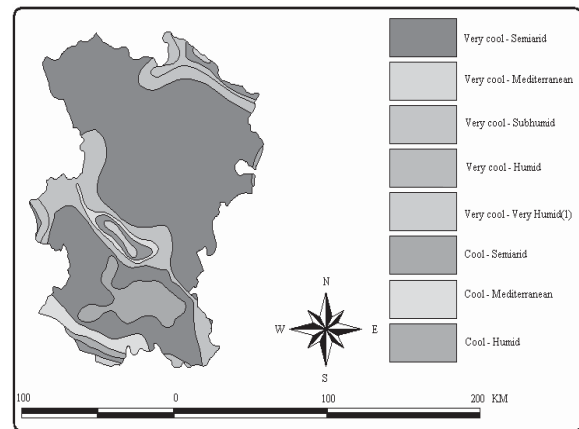 Very cool - Semiarid
Very cool - Mediterranean
Very cool - Subhumid
Very cool - Humid
Very cool - Very Humid(1)
Cool - Semiarid
Cool - Mediterranean
Cool - Humid
N
W E
S
100 0 100 200 KM